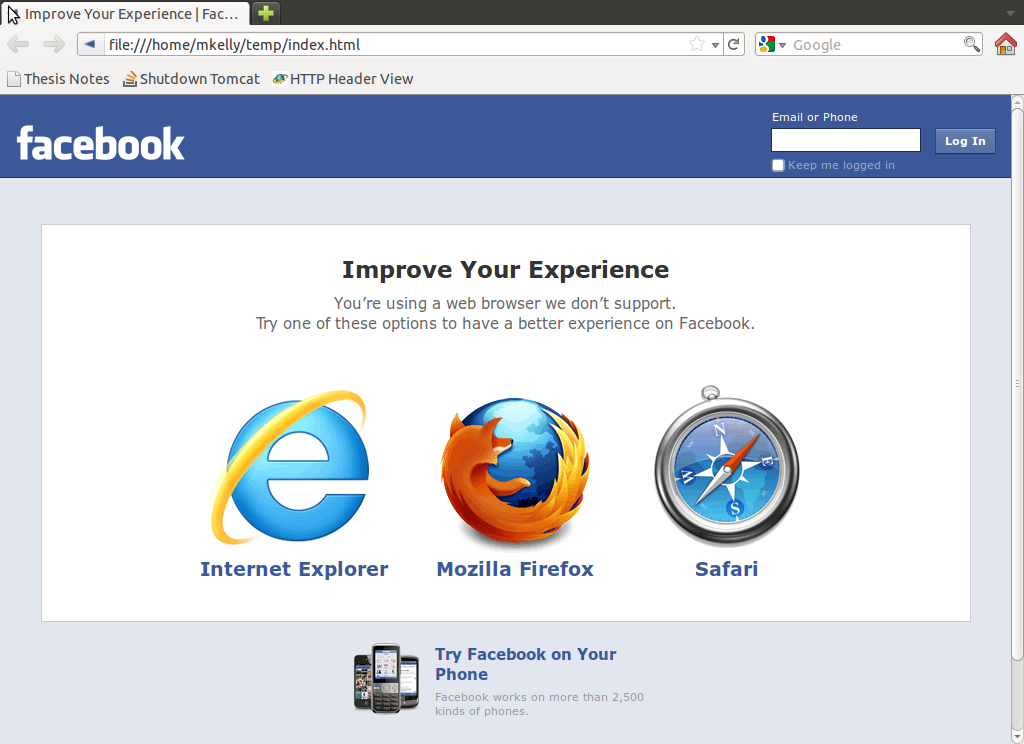 Improve Your Experience | Fac...
file:///home/mkelly/temp/index.html
Google
Thesis Notes
Shutdown Tomcat
HTTP Header View
facebook
Email or Phone
Log In
Keep me logged in
Improve Your Experience
You’re using a web browser we don’t support.
Try one of these options to have a better experience on Facebook.
N
E
W
S
Internet Explorer
Mozilla Firefox
Safari
Try Facebook on Your
Phone
Facebook works on more than 2,500
kinds of phones.